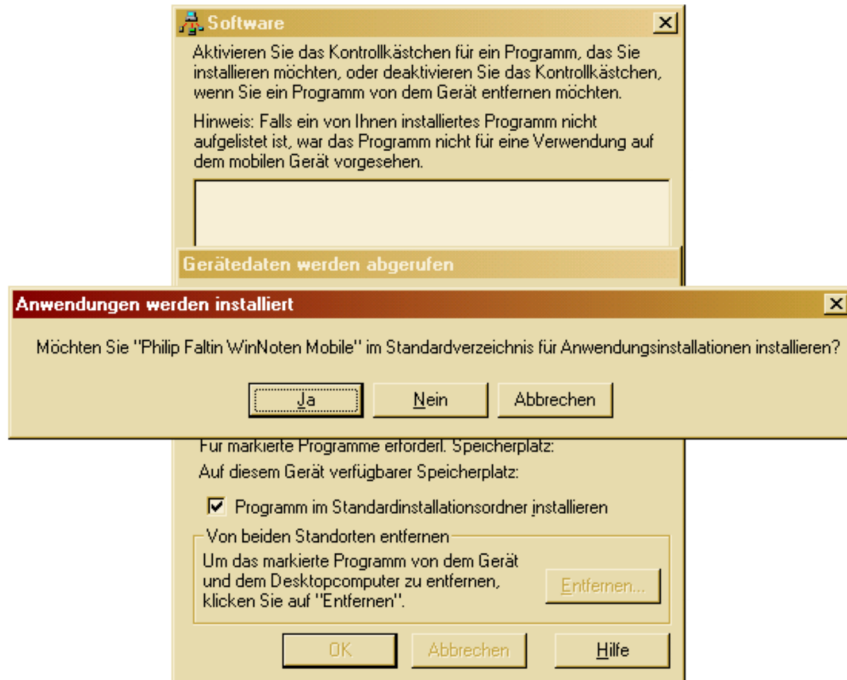 Software
Aktivieren Sie das Kontrollkästchen für ein Programm, das Sie
installieren möchten, oder deaktivieren Sie das Kontrollkästchen,
wenn Sie ein Programm von dem Gerät entfernen möchten.
Hinweis: Falls ein von Ihnen installiertes Programm nicht
aufgelistet ist, war das Programm nicht für eine Verwendung auf
dem mobilen Gerät vorgesehen.
Gerätedaten werden abgerufen
Anwendungen werden installiert
Möchten Sie "Philip Faltin WinNoten Mobile" im Standardverzeichnis für Anwendungsinstallationen installieren?
Ja Nein Abbrechen
Für markierte Programme erforderl. Speicherplatz:
Auf diesem Gerät verfügbarer Speicherplatz:
Programm im Standardinstallationsordner installieren
Von beiden Standorten entfernen
Um das markierte Programm von dem Gerät
und dem Desktopcomputer zu entfernen,
klicken Sie auf "Entfernen".
Entfernen...
OK Abbrechen Hilfe